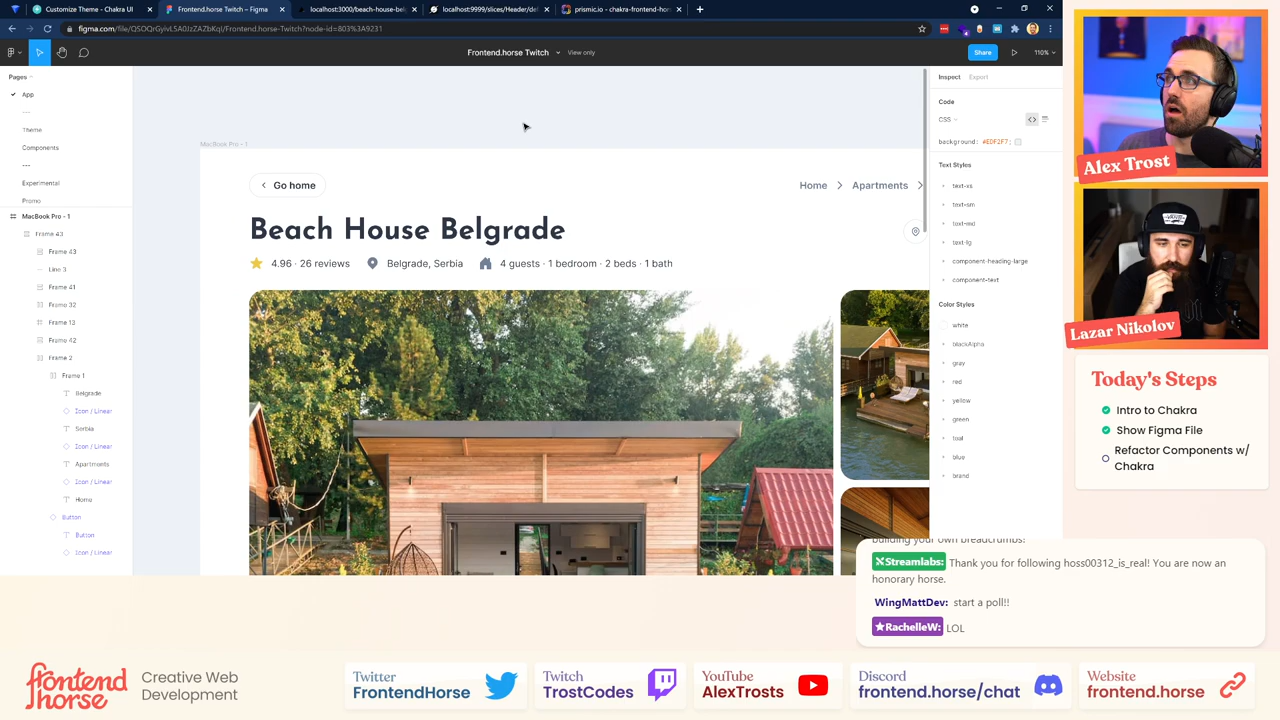 Customize Theme - Chakra UI
Frontend.horse Twitch – Figma
localhost:3000/beach-house-bel
localhost:9999/slices/Header/def
prismic.io - chakra-frontend-hor
figma.com/file/
/Frontend.horse-Twitch?node-id=803%3A9231
Frontend.horse Twitch
View only
Share
110%
Pages
App
---
Theme
Components
---
Experimental
Promo
MacBook Pro - 1
Frame 43
Frame 43
Line 3
Frame 41
Frame 32
Frame 13
Frame 42
Frame 2
Frame 1
Belgrade
Icon / Linear
Serbia
Icon / Linear
Apartments
Icon / Linear
Home
Button
Button
Icon / Linear
MacBook Pro - 1
Go home
Home
Apartments
Beach House Belgrade
4.96 · 26 reviews
Belgrade, Serbia
4 guests · 1 bedroom · 2 beds · 1 bath
Inspect
Export
Code
CSS
background: #EDF2F7;
Text Styles
text-xs
text-sm
text-md
text-lg
component-heading-large
component-text
Color Styles
white
blackAlpha
gray
red
yellow
green
teal
blue
brand
Alex Trost
Lazar Nikolov
Today's Steps
Intro to Chakra
Show Figma File
Refactor Components w/
Chakra
building your own breadcrumbs!
Streamlabs: Thank you for following hoss00312_is_real! You are now an
honorary horse.
WingMattDev: start a poll!!
RachelleW: LOL
frontend
horse
Creative Web
Development
Twitter
FrontendHorse
Twitch
TrostCodes
YouTube
AlexTrosts
Discord
frontend.horse/chat
Website
frontend.horse